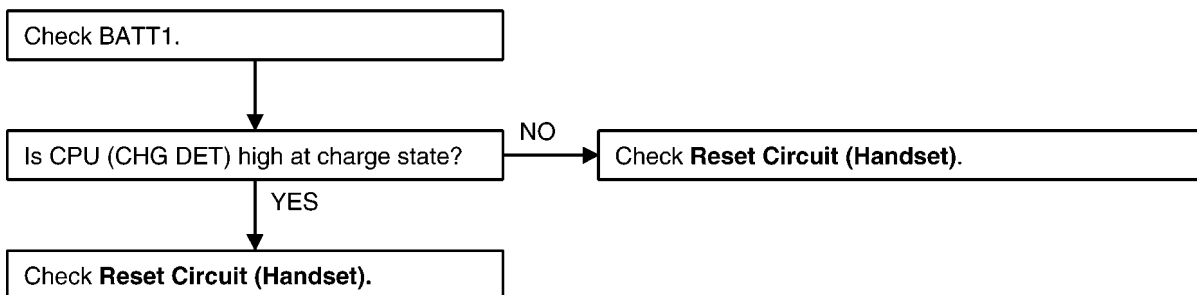 Check BATT1.
Is CPU (CHG DET) high at charge state?
NO
Check Reset Circuit (Handset).
YES
Check Reset Circuit (Handset).